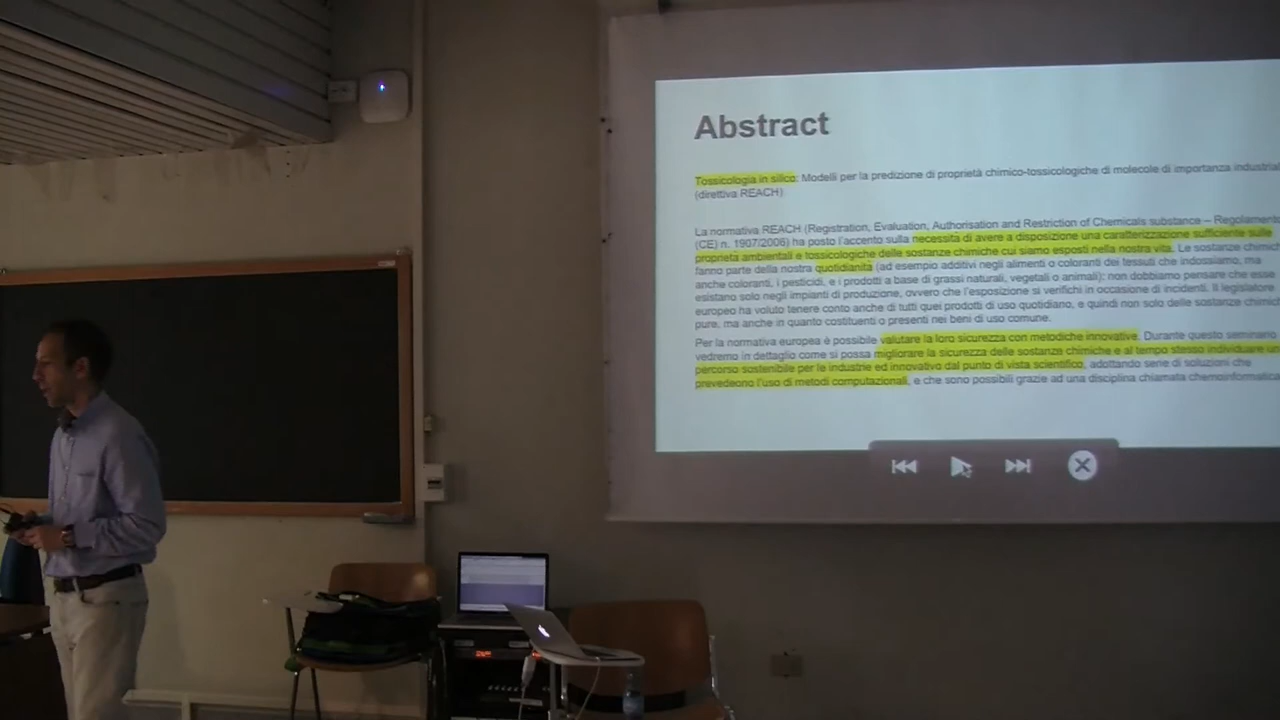 Abstract
Tossicologia in silico: Modelli per la predizione di proprietà chimico-tossicologiche di molecole di importanza industrial
(direttiva REACH)
La normativa REACH (Registration, Evaluation, Authorisation and Restriction of Chemicals substance – Regolamento
(CE) n. 1907/2006) ha posto l'accento sulla necessità di avere a disposizione una caratterizzazione sufficiente sulle
proprietà ambientali e tossicologiche delle sostanze chimiche cui siamo esposti nella nostra vita. Le sostanze chimic
fanno parte della nostra quotidianità (ad esempio additivi negli alimenti o coloranti dei tessuti che indossiamo, ma
anche coloranti, i pesticidi, e i prodotti a base di grassi naturali, vegetali o animali): non dobbiamo pensare che esse
esistano solo negli impianti di produzione, ovvero che l'esposizione si verifichi in occasione di incidenti. Il legislatore
europeo ha voluto tenere conto anche di tutti quei prodotti di uso quotidiano, e quindi non solo delle sostanze chimic
pure, ma anche in quanto costituenti o presenti nei beni di uso comune.
Per la normativa europea è possibile valutare la loro sicurezza con metodiche innovative. Durante questo seminario
vedremo in dettaglio come si possa migliorare la sicurezza delle sostanze chimiche e al tempo stesso individuare un
percorso sostenibile per le industrie ed innovativo dal punto di vista scientifico, adottando serie di soluzioni che
prevedeono l'uso di metodi computazionali, e che sono possibili grazie ad una disciplina chiamata chemoinformatica